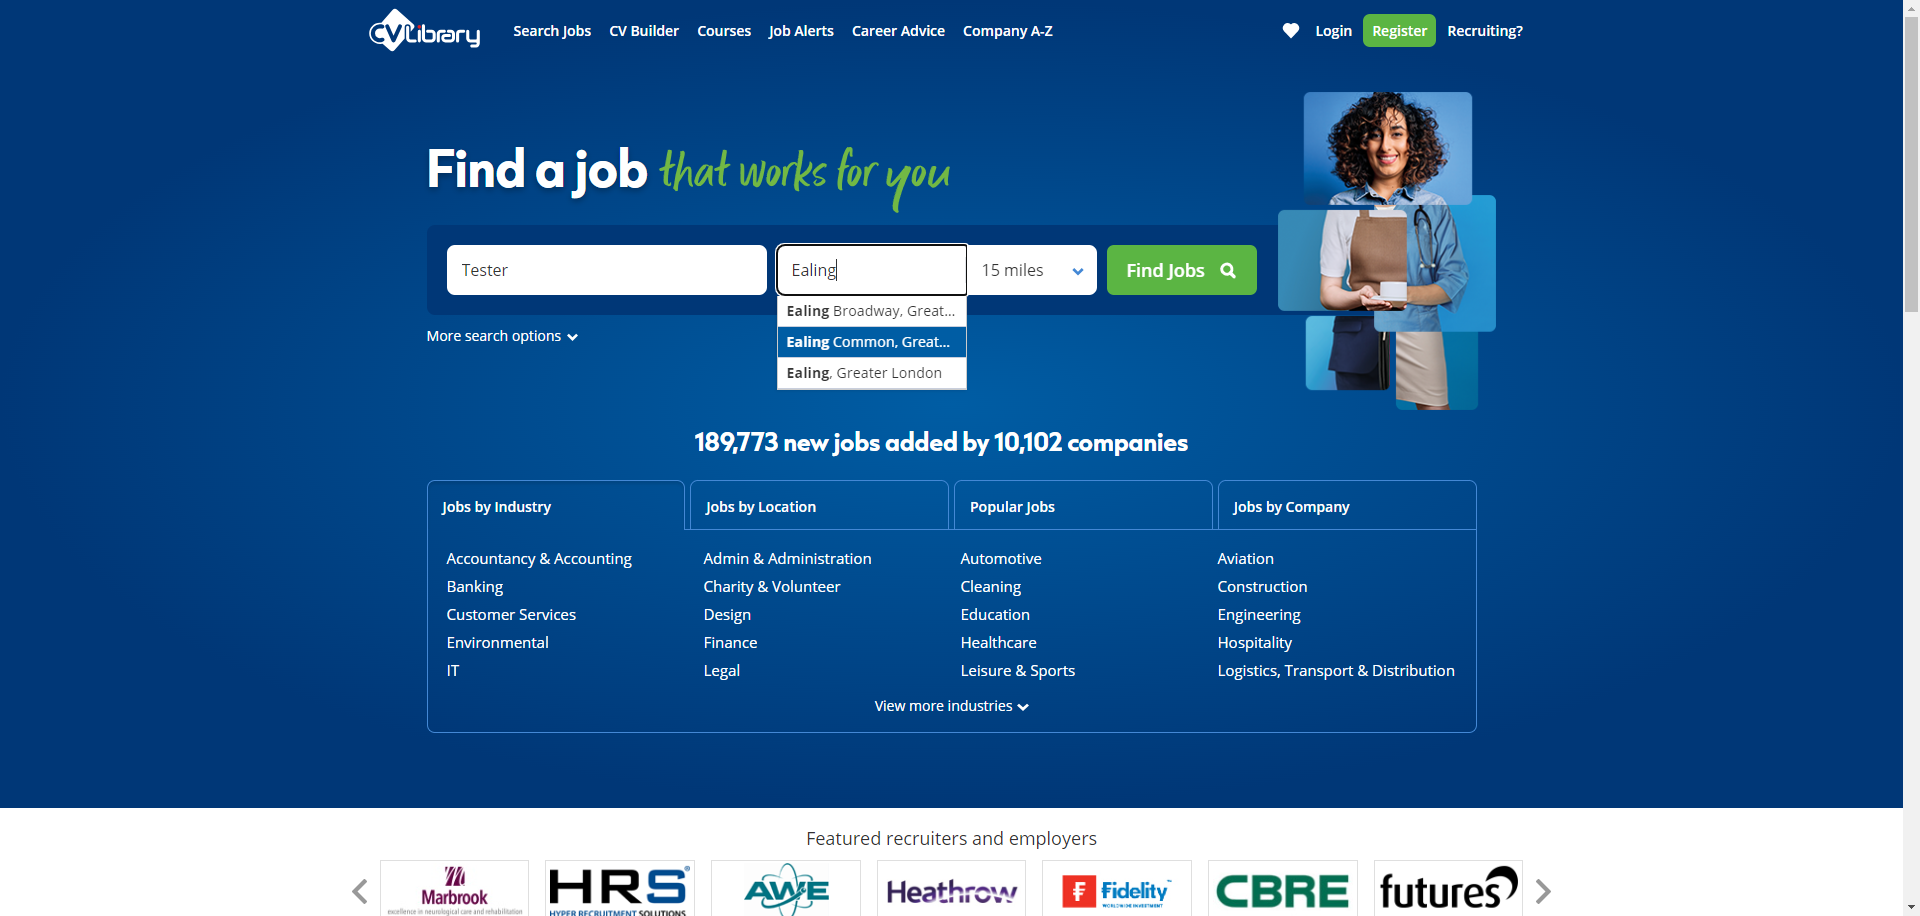 CVLibrary
Search Jobs CV Builder Courses Job Alerts Career Advice Company A-Z
Login Register Recruiting?
Find a job that works for you
Tester
Ealing
15 miles
Find Jobs
Ealing Broadway, Great...
Ealing Common, Great...
Ealing, Greater London
More search options
189,773 new jobs added by 10,102 companies
Jobs by Industry Jobs by Location Popular Jobs Jobs by Company
Accountancy & Accounting Admin & Administration Automotive Aviation
Banking Charity & Volunteer Cleaning Construction
Customer Services Design Education Engineering
Environmental Finance Healthcare Hospitality
IT Legal Leisure & Sports Logistics, Transport & Distribution
View more industries
Featured recruiters and employers
Marbrook
excellence in neurological care and rehabilitation
HRS
HYPER RECRUITMENT SOLUTIONS
AWE
Heathrow
Fidelity
WORLDWIDE INVESTMENT
CBRE
futures